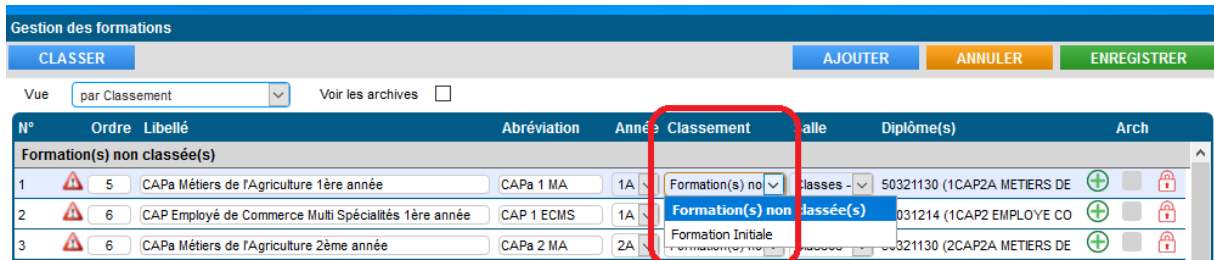 Gestion des formations
CLASSER AJOUTER ANNULER ENREGISTRER
Vue par Classement Voir les archives
N° Ordre Libellé Abréviation Année Classement Salle Diplôme(s) Arch
Formation(s) non classée(s)
1 5 CAPa Métiers de l'Agriculture 1ère année CAPa 1 MA 1A Formation(s) no Classes - 50321130 (1CAP2A METIERS DE
Formation(s) non classée(s)
2 6 CAP Employé de Commerce Multi Spécialités 1ère année CAP 1 ECMS 1A 031214 (1CAP2 EMPLOYE CO
Formation Initiale
3 6 CAPa Métiers de l'Agriculture 2ème année CAPa 2 MA 2A 50321130 (2CAP2A METIERS DE